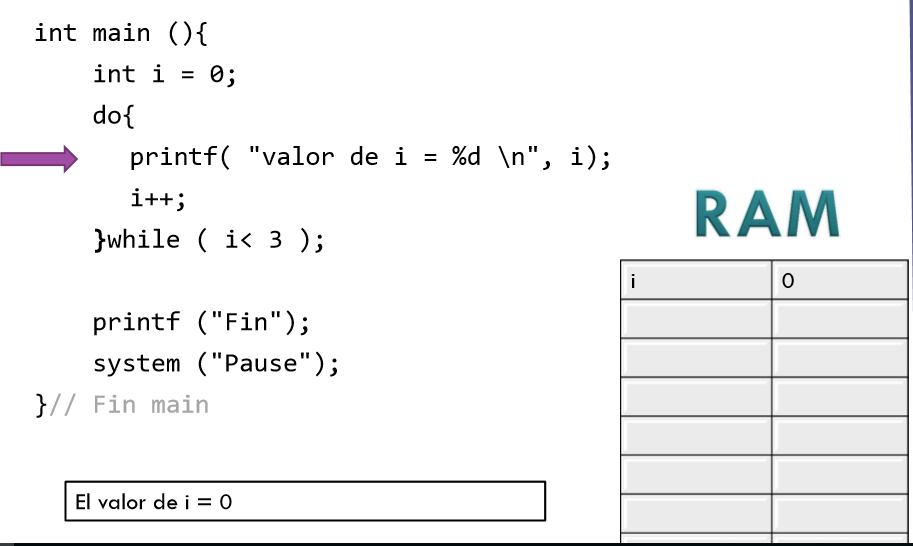 int main (){
int i = 0;
do{
printf( "valor de i = %d \n", i);
i++;
}while ( i< 3 );
printf ("Fin");
system ("Pause");
}// Fin main
RAM
i 0
El valor de i = 0